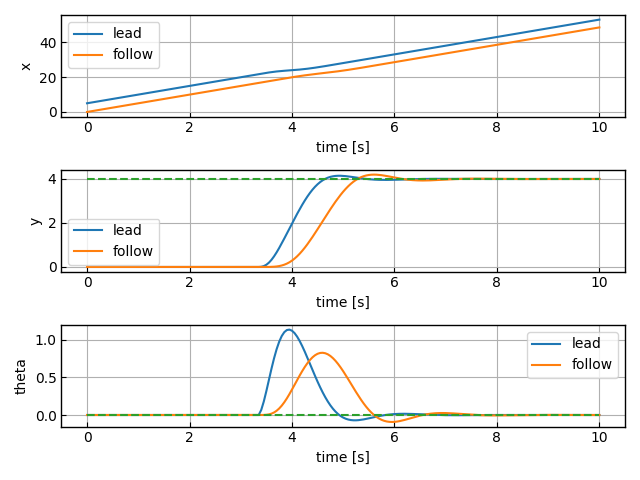 x
40
20
0
lead
follow
0 2 4 6 8 10
time [s]
y
4
2
0
lead
follow
0 2 4 6 8 10
time [s]
theta
1.0
0.5
0.0
lead
follow
0 2 4 6 8 10
time [s]